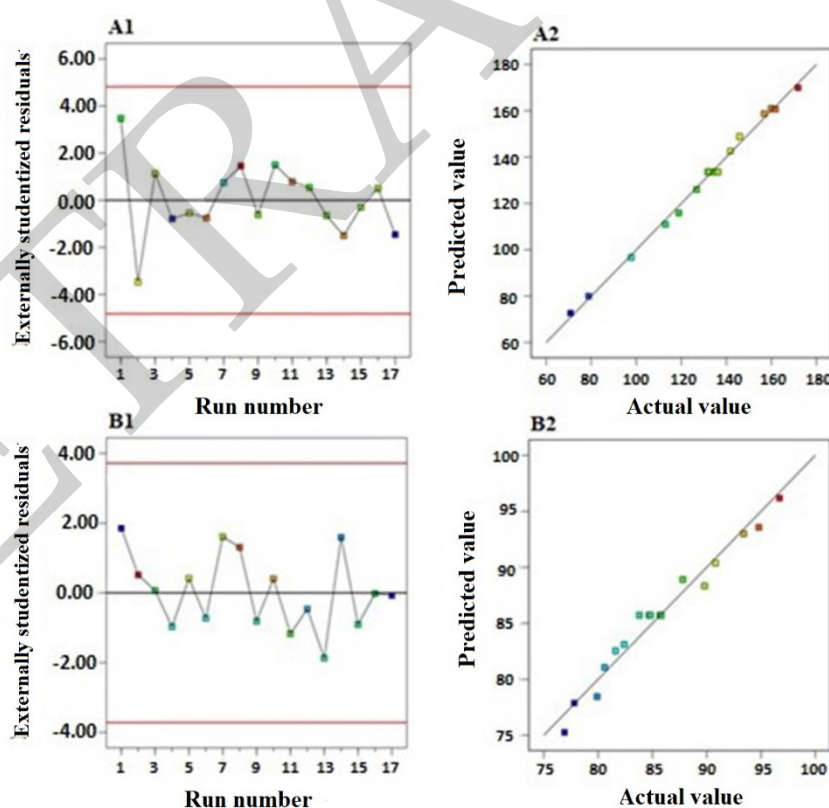 A1
Externally studentized residuals
6.00
4.00
2.00
0.00
-2.00
-4.00
-6.00
1 3 5 7 9 11 13 15 17
Run number
A2
Predicted value
180
160
140
120
100
80
60
60 80 100 120 140 160 180
Actual value
B1
Externally studentized residuals
4.00
2.00
0.00
-2.00
-4.00
1 3 5 7 9 11 13 15 17
Run number
B2
Predicted value
100
95
90
85
80
75
75 80 85 90 95 100
Actual value